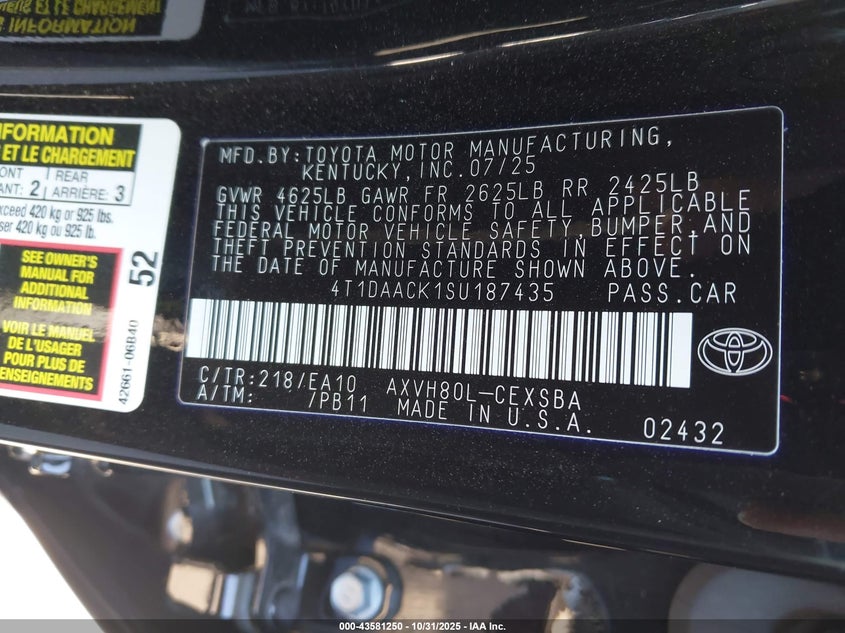 INFORMATION
ET LE CHARGEMENT
REAR
2 ARRIÈRE: 3
exceed 420 kg or 925 lbs.
420 kg ou 925 lb.
SEE OWNER'S
MANUAL FOR
ADDITIONAL
INFORMATION
VOIR LE MANUEL
DE L'USAGER
POUR PLUS DE
RENSEIGNEMENTS
52
42661-06B40
MFD.BY:TOYOTA MOTOR MANUFACTURING,
KENTUCKY,INC.07/25
GVWR 4625LB GAWR FR 2625LB RR 2425LB
THIS VEHICLE CONFORMS TO ALL APPLICABLE
FEDERAL MOTOR VEHICLE SAFETY,BUMPER,AND
THEFT PREVENTION STANDARDS IN EFFECT ON
THE DATE OF MANUFACTURE SHOWN ABOVE.
4T1DAACK1SU187435 PASS.CAR
C/TR:218/EA10 AXVH80L-CEXSBA
A/TM: /PB11 MADE IN U.S.A.
02432
000-43581250 - 10/31/2025 - IAA Inc.